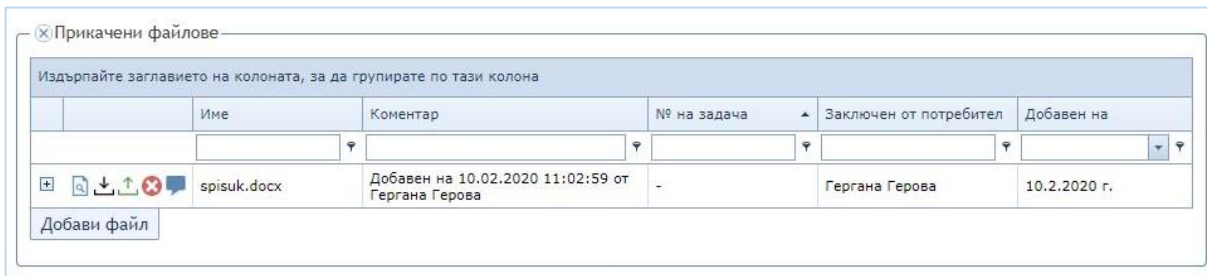 Прикачени файлове
Издърпайте заглавието на колоната, за да групирате по тази колона
Име Коментар № на задача Заключен от потребител Добавен на
spisuk.docx Добавен на 10.02.2020 11:02:59 от Гергана Герова - Гергана Герова 10.2.2020 г.
Добави файл